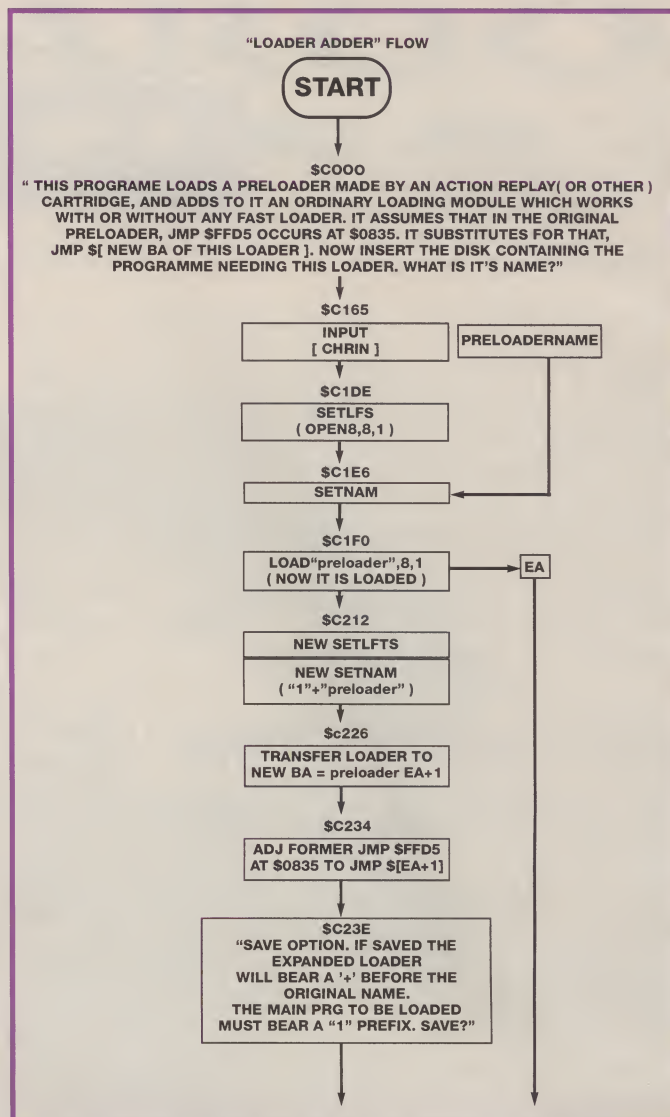 “LOADER ADDER” FLOW
START
$C000
“ THIS PROGRAME LOADS A PRELOADER MADE BY AN ACTION REPLAY( OR OTHER )
CARTRIDGE, AND ADDS TO IT AN ORDINARY LOADING MODULE WHICH WORKS
WITH OR WITHOUT ANY FAST LOADER. IT ASSUMES THAT IN THE ORIGINAL
PRELOADER, JMP $FFD5 OCCURS AT $0835. IT SUBSTITUTES FOR THAT,
JMP $[ NEW BA OF THIS LOADER ]. NOW INSERT THE DISK CONTAINING THE
PROGRAMME NEEDING THIS LOADER. WHAT IS IT'S NAME?”
$C165
INPUT
[ CHRIN ]
PRELOADERNAME
$C1DE
SETLFS
( OPEN8,8,1 )
$C1E6
SETNAM
$C1F0
LOAD“preloader”,8,1
( NOW IT IS LOADED )
EA
$C212
NEW SETLFTS
NEW SETNAM
( “1”+”preloader” )
$c226
TRANSFER LOADER TO
NEW BA = preloader EA+1
$C234
ADJ FORMER JMP $FFD5
AT $0835 TO JMP $[EA+1]
$C23E
“SAVE OPTION. IF SAVED THE
EXPANDED LOADER
WILL BEAR A '+' BEFORE THE
ORIGINAL NAME.
THE MAIN PRG TO BE LOADED
MUST BEAR A “1” PREFIX. SAVE?”